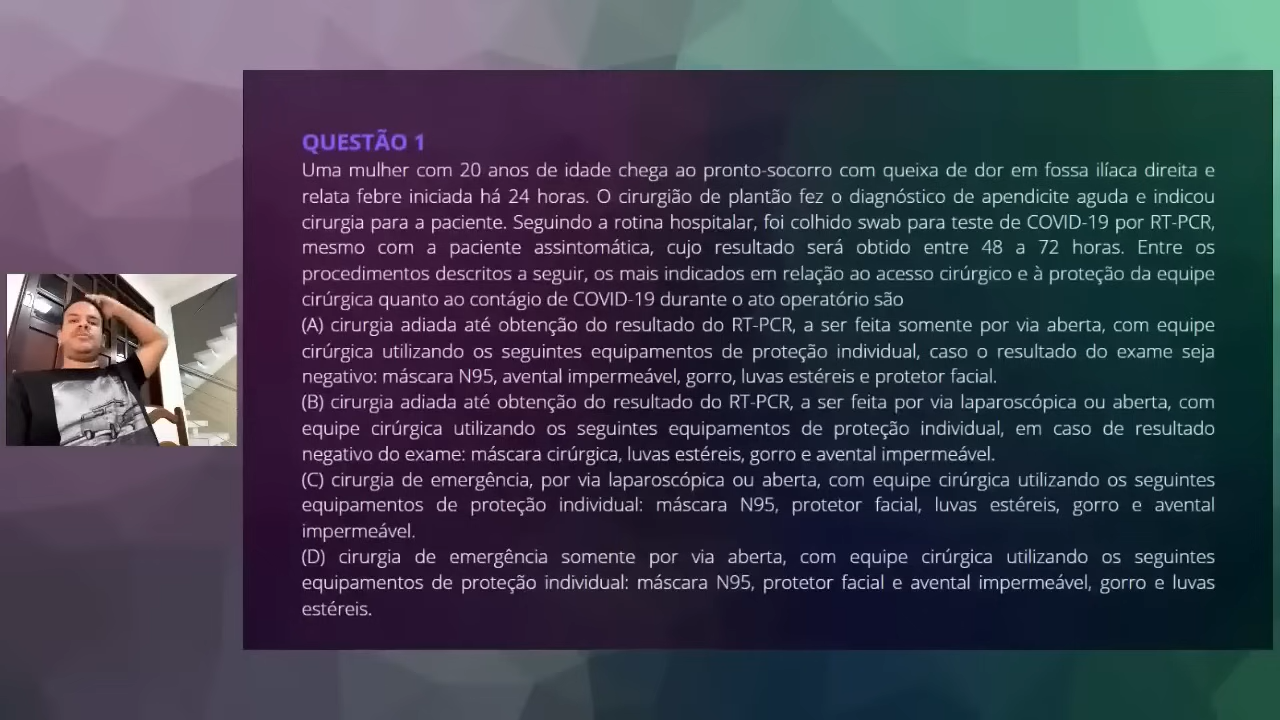 QUESTÃO 1
Uma mulher com 20 anos de idade chega ao pronto-socorro com queixa de dor em fossa ilíaca direita e
relata febre iniciada há 24 horas. O cirurgião de plantão fez o diagnóstico de apendicite aguda e indicou
cirurgia para a paciente. Seguindo a rotina hospitalar, foi colhido swab para teste de COVID-19 por RT-PCR,
mesmo com a paciente assintomática, cujo resultado será obtido entre 48 a 72 horas. Entre os
procedimentos descritos a seguir, os mais indicados em relação ao acesso cirúrgico e à proteção da equipe
cirúrgica quanto ao contágio de COVID-19 durante o ato operatório são
(A) cirurgia adiada até obtenção do resultado do RT-PCR, a ser feita somente por via aberta, com equipe
cirúrgica utilizando os seguintes equipamentos de proteção individual, caso o resultado do exame seja
negativo: máscara N95, avental impermeável, gorro, luvas estéreis e protetor facial.
(B) cirurgia adiada até obtenção do resultado do RT-PCR, a ser feita por via laparoscópica ou aberta, com
equipe cirúrgica utilizando os seguintes equipamentos de proteção individual, em caso de resultado
negativo do exame: máscara cirúrgica, luvas estéreis, gorro e avental impermeável.
(C) cirurgia de emergência, por via laparoscópica ou aberta, com equipe cirúrgica utilizando os seguintes
equipamentos de proteção individual: máscara N95, protetor facial, luvas estéreis, gorro e avental
impermeável.
(D) cirurgia de emergência somente por via aberta, com equipe cirúrgica utilizando os seguintes
equipamentos de proteção individual: máscara N95, protetor facial e avental impermeável, gorro e luvas
estéreis.